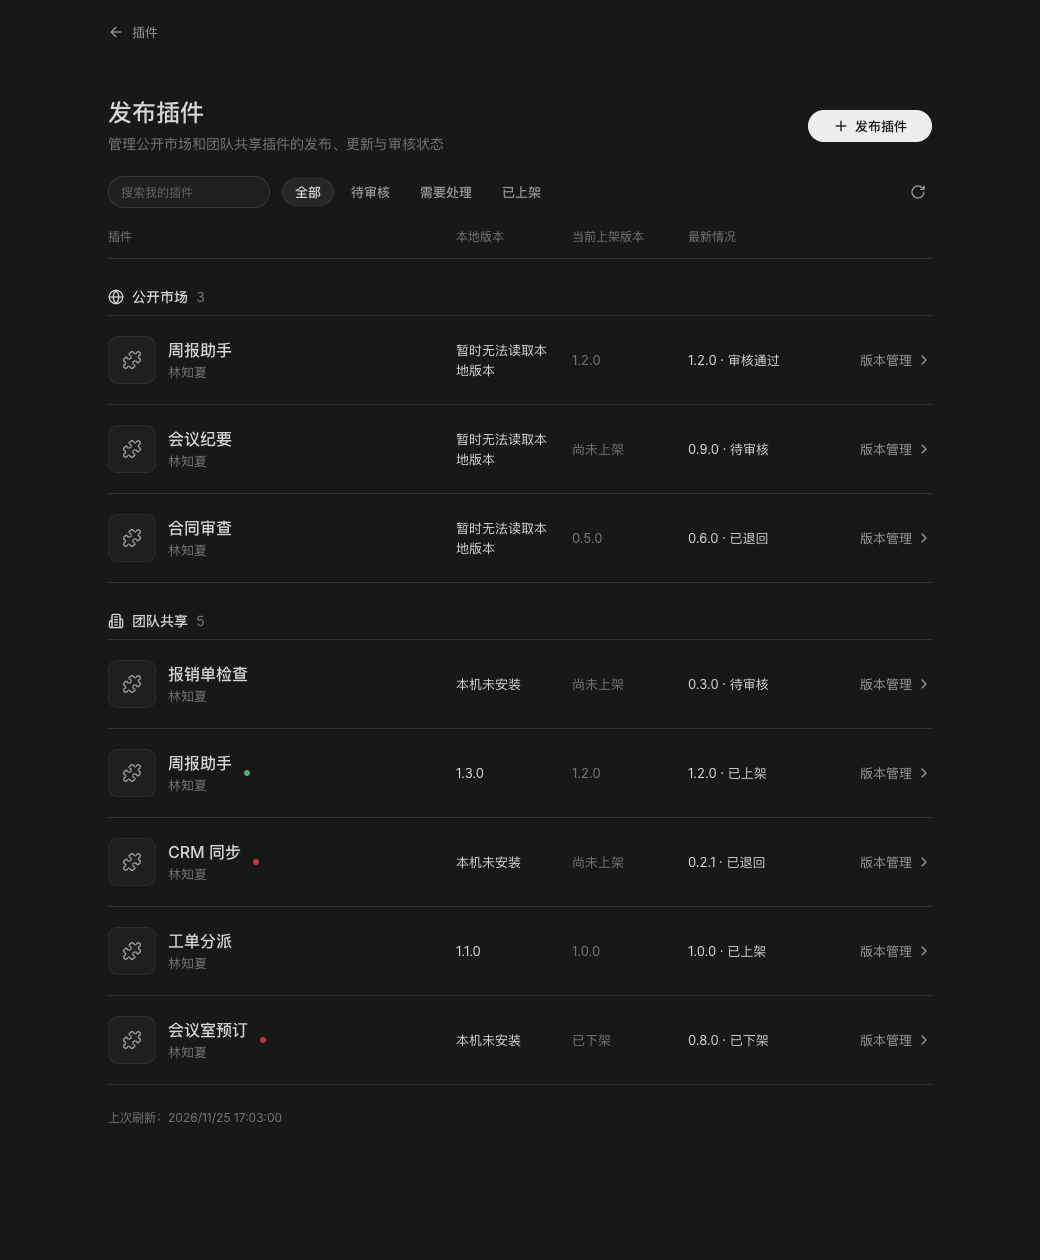 插件
发布插件
管理公开市场和团队共享插件的发布、更新与审核状态
发布插件
搜索我的插件
全部
待审核
需要处理
已上架
插件
本地版本
当前上架版本
最新情况
公开市场 3
周报助手
林知夏
暂时无法读取本
地版本
1.2.0
1.2.0 · 审核通过
版本管理
会议纪要
林知夏
暂时无法读取本
地版本
尚未上架
0.9.0 · 待审核
版本管理
合同审查
林知夏
暂时无法读取本
地版本
0.5.0
0.6.0 · 已退回
版本管理
团队共享 5
报销单检查
林知夏
本机未安装
尚未上架
0.3.0 · 待审核
版本管理
周报助手
林知夏
1.3.0
1.2.0
1.2.0 · 已上架
版本管理
CRM 同步
林知夏
本机未安装
尚未上架
0.2.1 · 已退回
版本管理
工单分派
林知夏
1.1.0
1.0.0
1.0.0 · 已上架
版本管理
会议室预订
林知夏
本机未安装
已下架
0.8.0 · 已下架
版本管理
上次刷新：2026/11/25 17:03:00